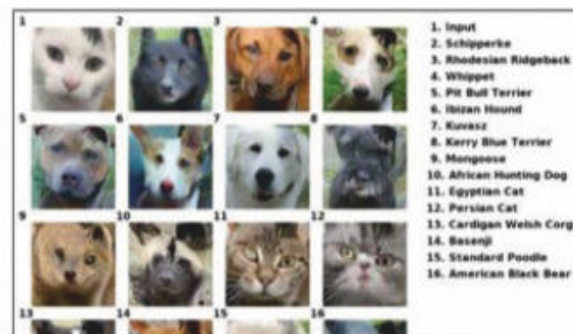 1 2 3 4
1. Input
2. Schipperke
3. Rhodesian Ridgeback
4. Whippet
5. Pit Bull Terrier
6. Ibizan Hound
7. Kuvasz
8. Kerry Blue Terrier
9. Mongoose
10. African Hunting Dog
11. Egyptian Cat
12. Persian Cat
13. Cardigan Welsh Corg
14. Basenji
15. Standard Poodle
16. American Black Bear
5 6 7 8
9 10 11 12
13 14 15 16